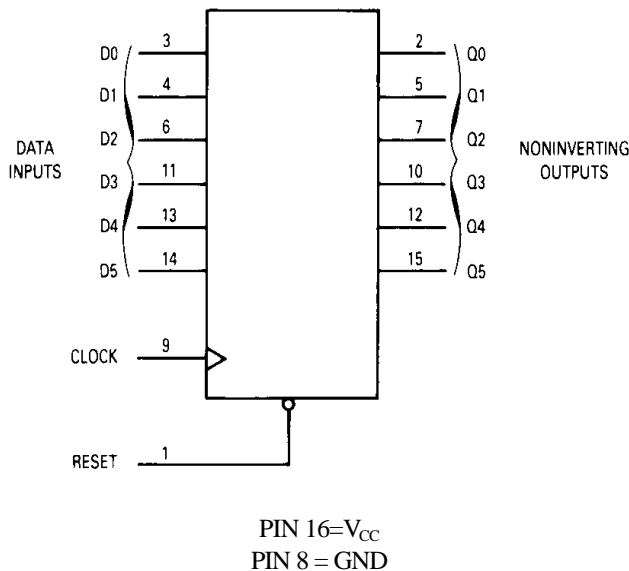 D0 3 2 Q0
D1 4 5 Q1
D2 6 7 Q2
DATA INPUTS
NONINVERTING OUTPUTS
D3 11 10 Q3
D4 13 12 Q4
D5 14 15 Q5
CLOCK 9
RESET 1
PIN 16=VCC
PIN 8 = GND